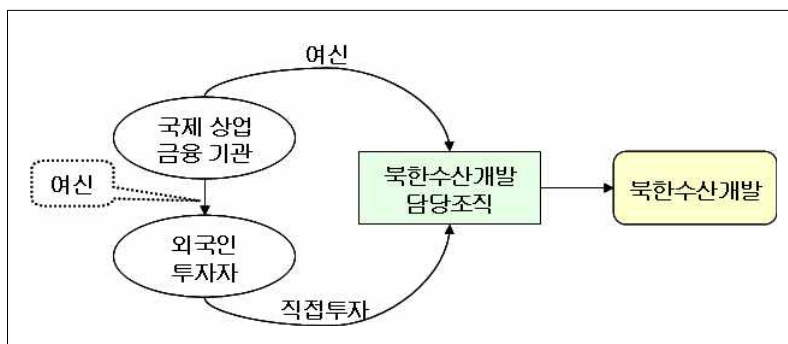 여신
국제 상업
금융 기관
여신
북한수산개발
담당조직
북한수산개발
외국인
투자자
직접투자